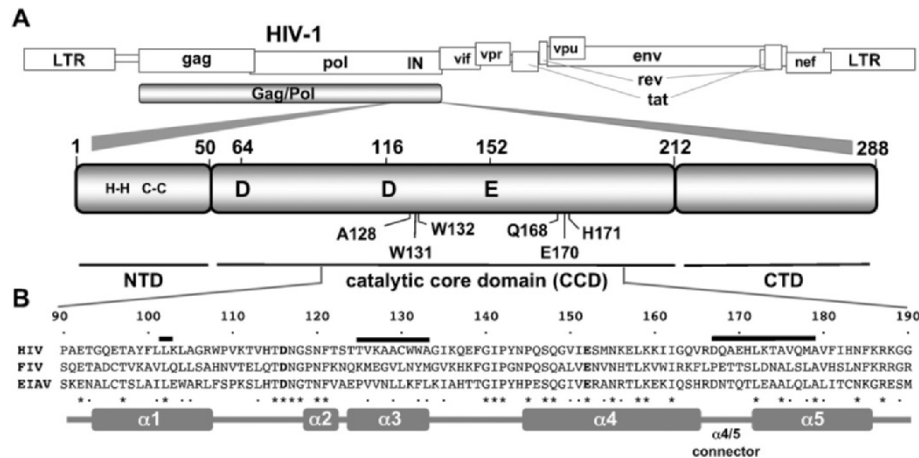 A
HIV-1
LTR gag pol IN vif vpr vpu env nef LTR
rev
tat
Gag/Pol
1 50 64 116 152 212 288
H-H C-C D D E
A128 W132 Q168 H171
W131 E170
NTD catalytic core domain (CCD) CTD
B
90 100 110 120 130 140 150 160 170 180 190
HIV PAETGQETAYFLLKLAGRWPVKTVHTDNGSNFTSTTVKAACWWAGIKQEFGIPYNPQSQGVIESMNKELKKIIGQVRDQAEHLKTAVQMAVFIHNFKRKGG
FIV SQETADCTVKAVLQLLSAHNVTELQTDNGPNFKNQKMEGVLNYMGVKHKFGIPGNPQSQALVENVNHTLKVWIRKFLPETTSLDNALSLAVHSLNFKRRGR
EIAV SKENALCTSLAILEWARLFSPKSLHTDNGTNFVAEPVVNLLKFLKIAHTTGIPYHPESQGIVERANRTLKEKIQSHRDNTQTLEAALQLALITCNKGRESM
α1 α2 α3 α4 α5
α4/5
connector